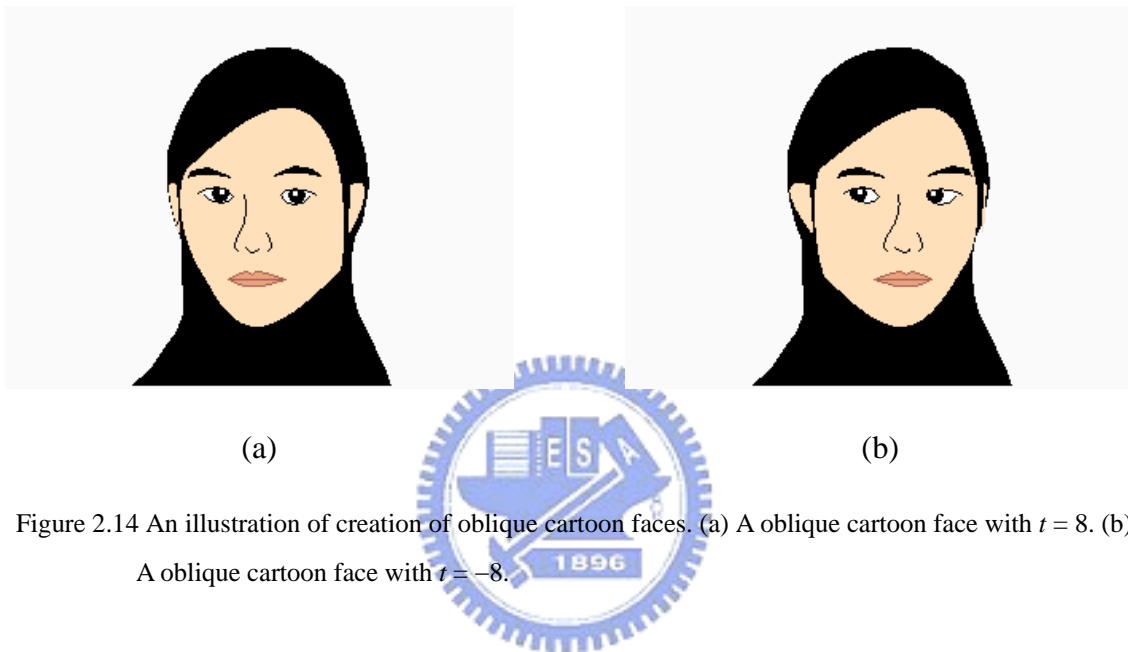 (a)
(b)
E S A
1896
Figure 2.14 An illustration of creation of oblique cartoon faces. (a) A oblique cartoon face with t = 8. (b)
A oblique cartoon face with t = –8.